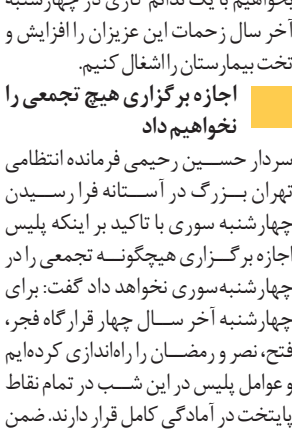 بخواهیم با یک ندانم کاری در چهارشنبه
آخر سال زحمات این عزیزان را افزایش و
تخت بیمارستان را اشغال کنیم.
اجازه برگزاری هیچ تجمعی را
نخواهیم داد
سردار حسین رحیمی فرمانده انتظامی
تهران بزرگ در آستانه فرا رسیدن
چهارشنبه سوری با تاکید بر اینکه پلیس
اجازه برگزاری هیچگونه تجمعی را در
چهارشنبه‌سوری نخواهد داد گفت: برای
چهارشنبه آخر سال چهار قرارگاه فجر،
فتح، نصر و رمضان را راه‌اندازی کرده‌ایم
و عوامل پلیس در این شب در تمام نقاط
پایتخت در آمادگی کامل قرار دارند. ضمن